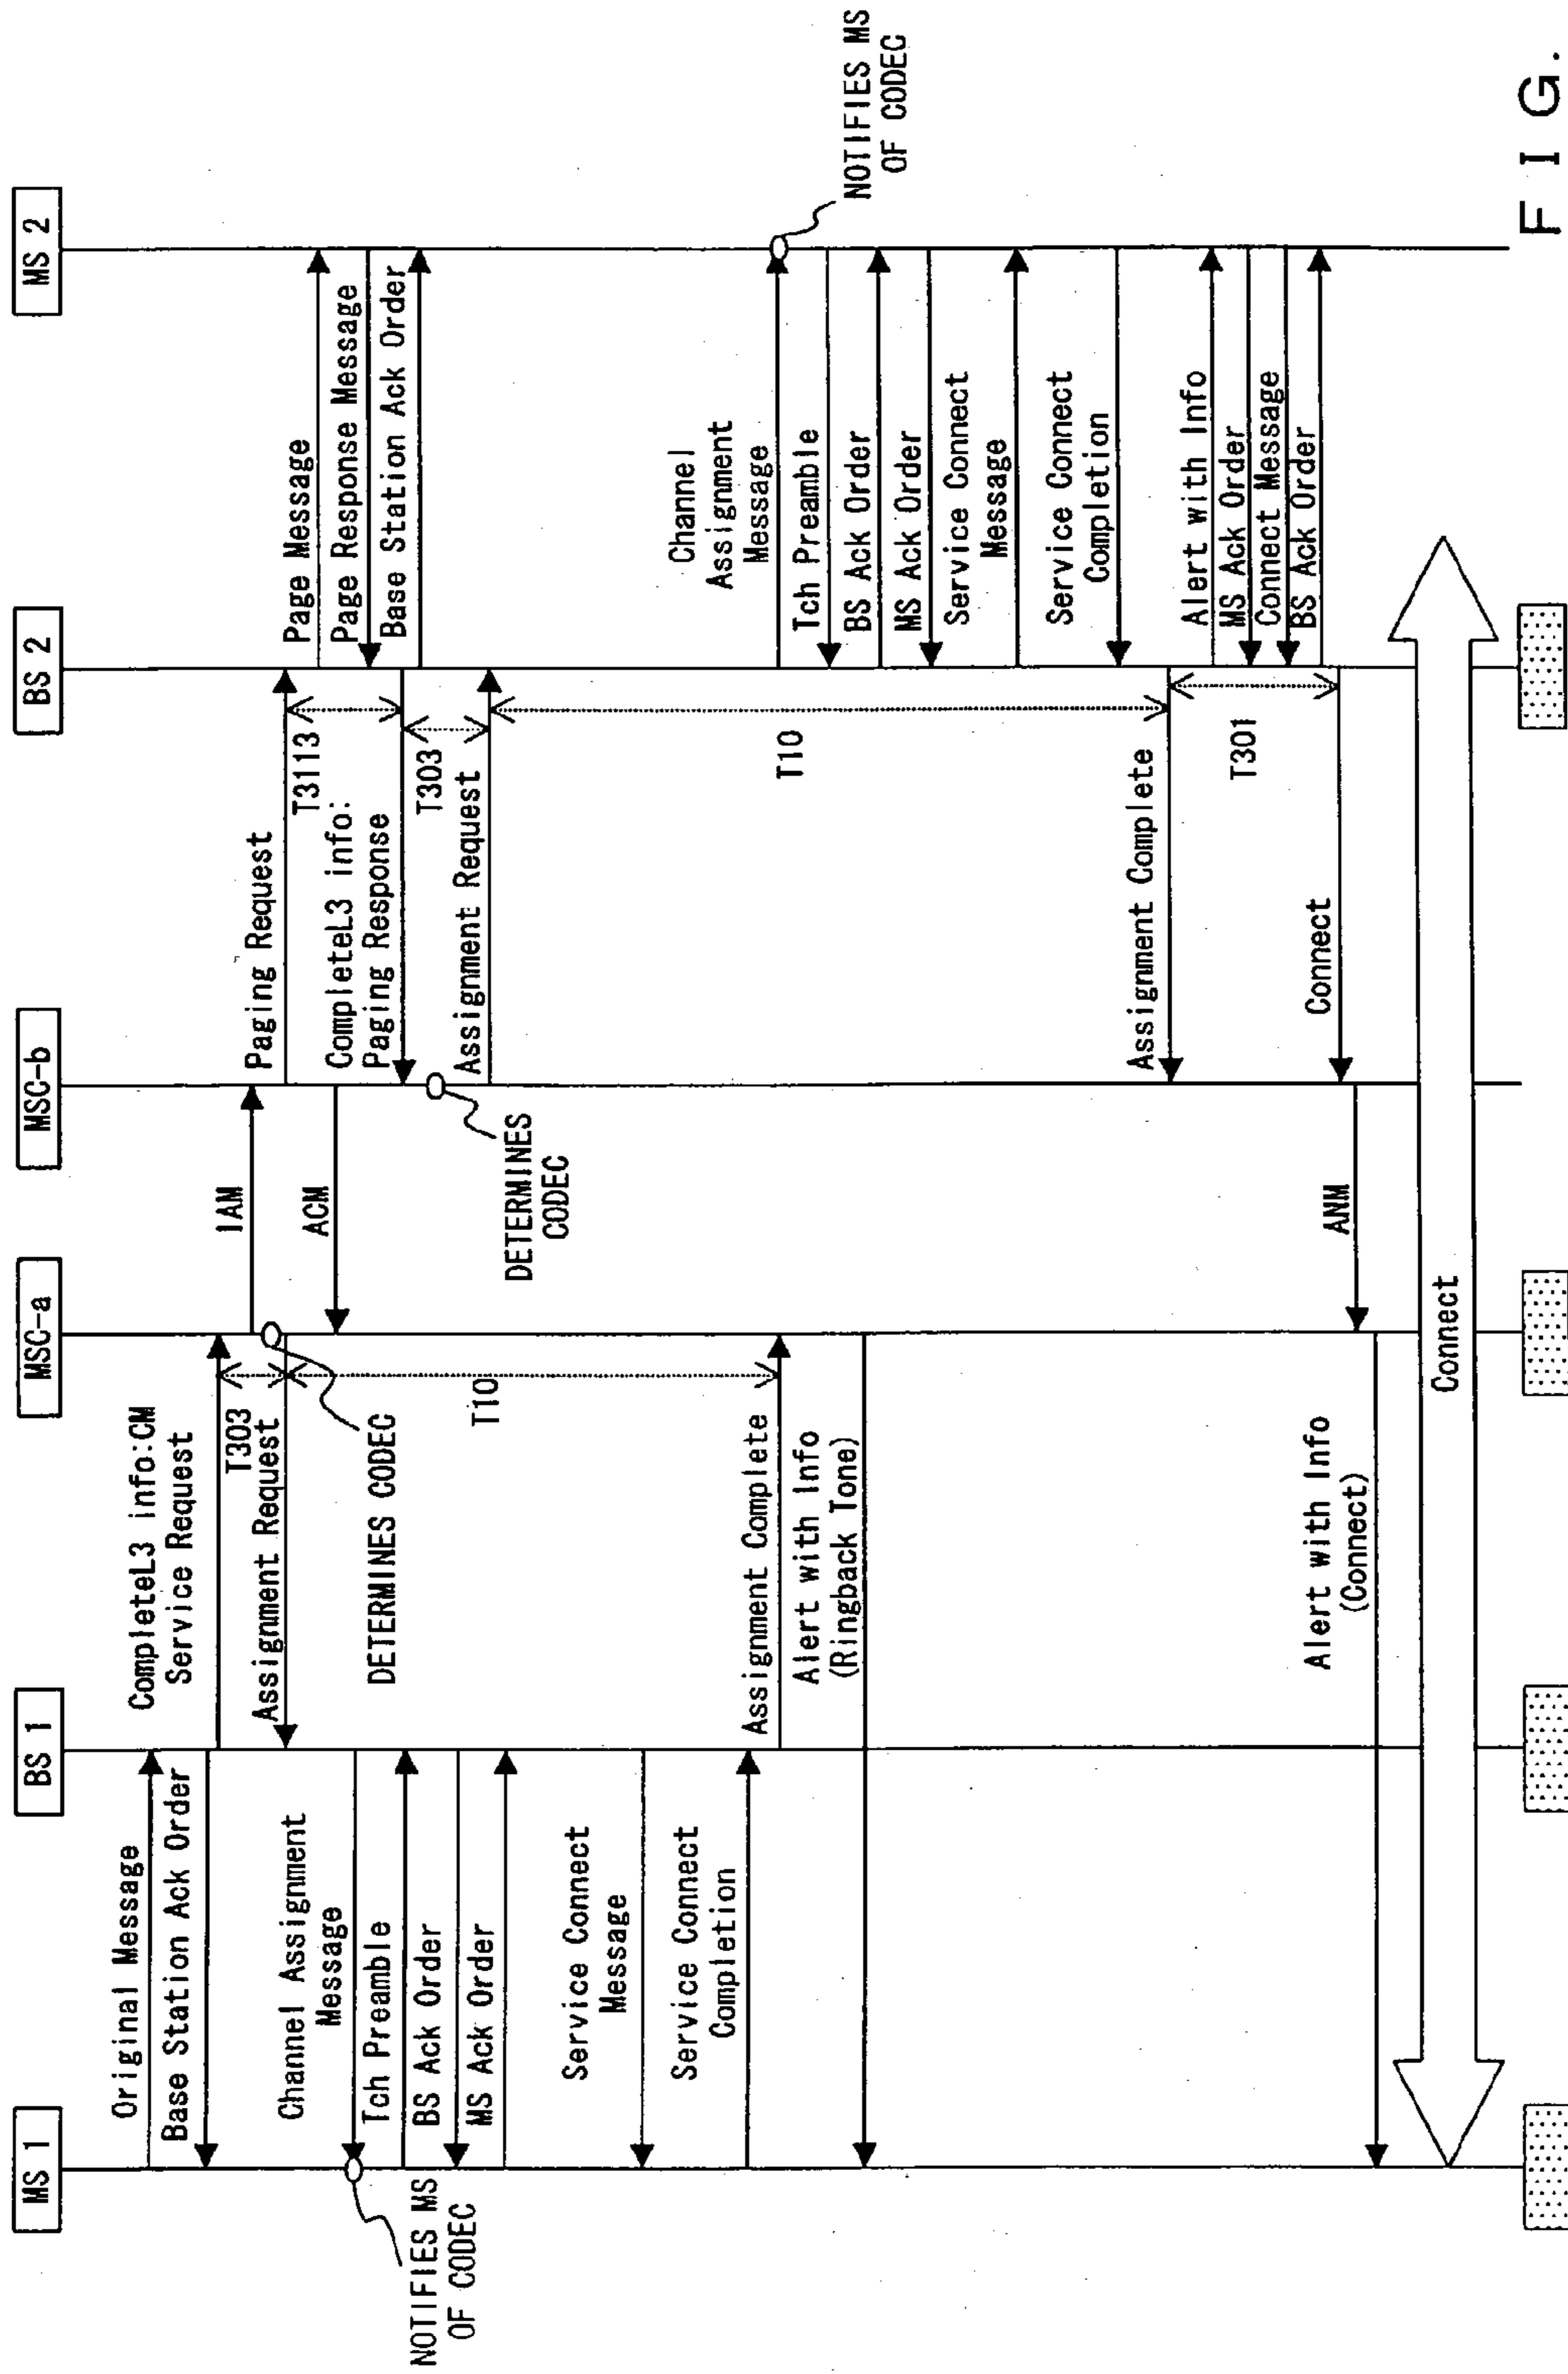 MS 1
BS 1
MSC-a
MSC-b
BS 2
MS 2
Original Message
Base Station Ack Order
CompleteL3 info:CM
Service Request
T303
Assignment Request
IAM
Paging Request
T3113
Page Message
Page Response Message
Base Station Ack Order
ACM
CompleteL3 info:
Paging Response
T303
Assignment Request
DETERMINES CODEC
DETERMINES
CODEC
Channel Assignment
Message
NOTIFIES MS
OF CODEC
Tch Preamble
BS Ack Order
MS Ack Order
T10
Service Connect
Message
Service Connect
Completion
Assignment Complete
Alert with Info
(Ringback Tone)
T10
Channel
Assignment
Message
NOTIFIES MS
OF CODEC
Tch Preamble
BS Ack Order
MS Ack Order
Service Connect
Message
Service Connect
Completion
Assignment Complete
T301
Alert with Info
MS Ack Order
Connect Message
BS Ack Order
Connect
ANM
Alert with Info
(Connect)
Connect
FIG.